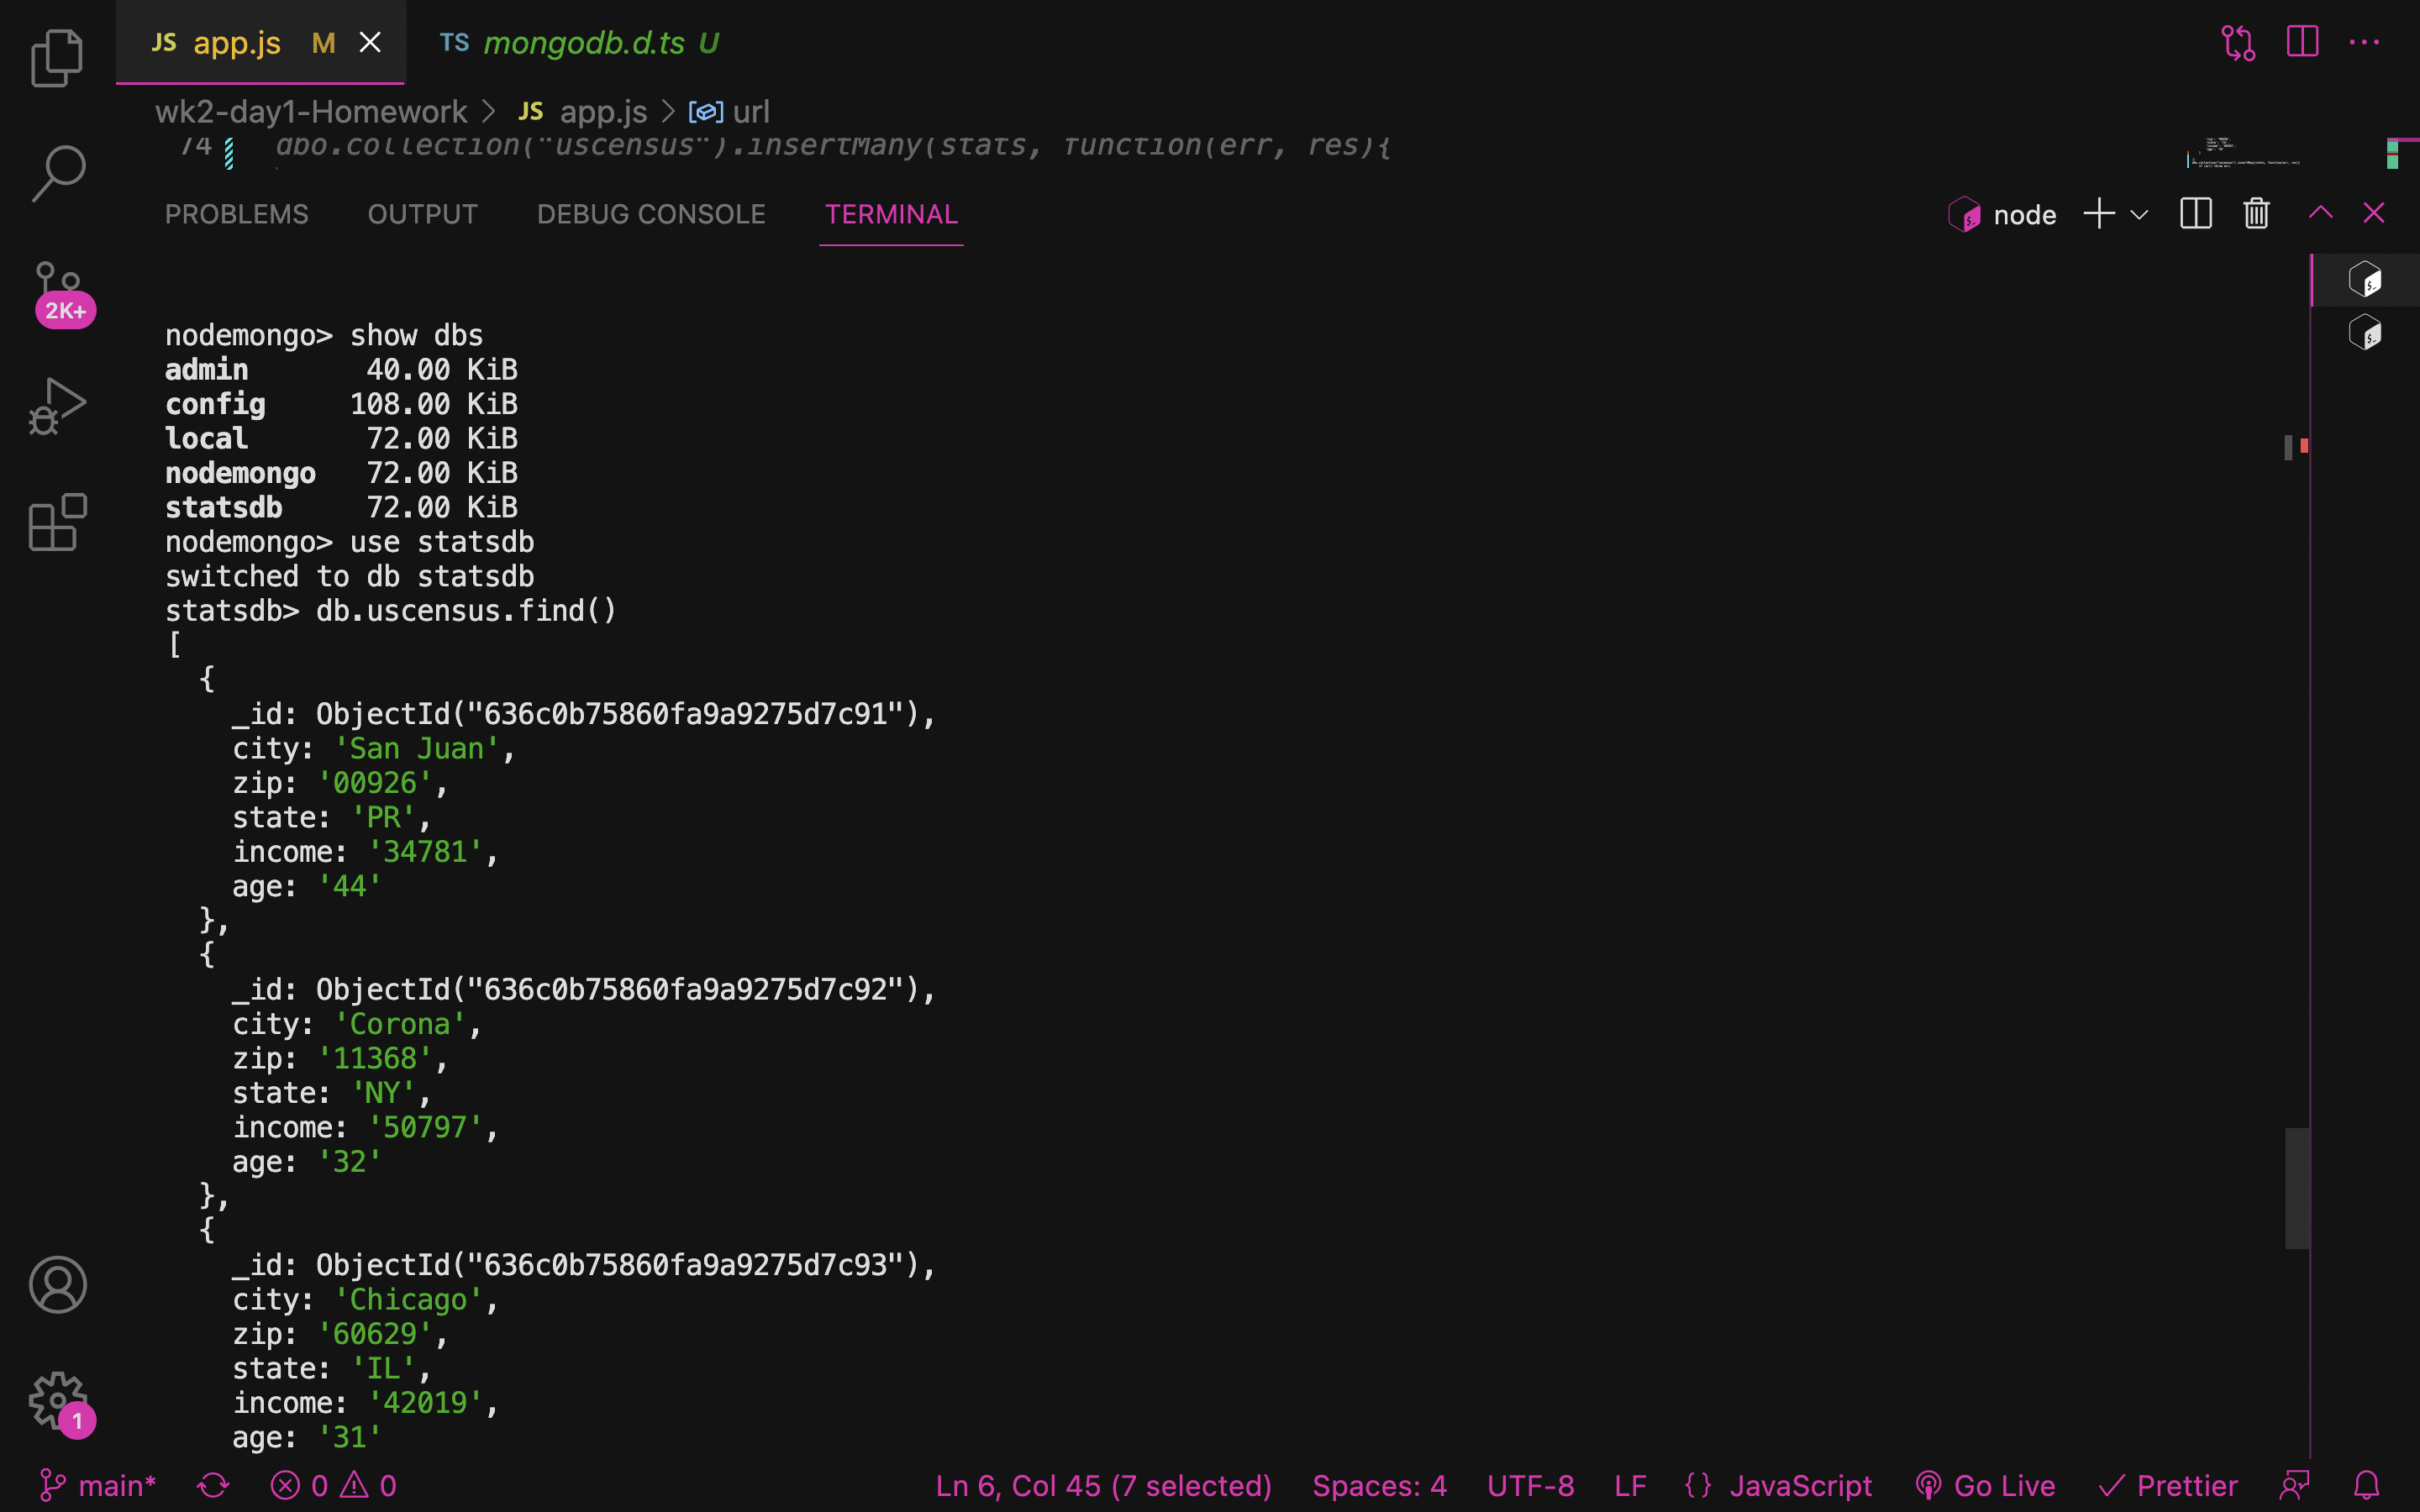 JS app.js M
TS mongodb.d.ts U
wk2-day1-Homework > JS app.js > url
74 dbo.collection("uscensus").insertMany(stats, function(err, res){
PROBLEMS OUTPUT DEBUG CONSOLE TERMINAL
node
2K+
nodemongo> show dbs
admin 40.00 KiB
config 108.00 KiB
local 72.00 KiB
nodemongo 72.00 KiB
statsdb 72.00 KiB
nodemongo> use statsdb
switched to db statsdb
statsdb> db.uscensus.find()
[
{
_id: ObjectId("636c0b75860fa9a9275d7c91"),
city: 'San Juan',
zip: '00926',
state: 'PR',
income: '34781',
age: '44'
},
{
_id: ObjectId("636c0b75860fa9a9275d7c92"),
city: 'Corona',
zip: '11368',
state: 'NY',
income: '50797',
age: '32'
},
{
_id: ObjectId("636c0b75860fa9a9275d7c93"),
city: 'Chicago',
zip: '60629',
state: 'IL',
income: '42019',
age: '31'
1
main* 0 0 Ln 6, Col 45 (7 selected) Spaces: 4 UTF-8 LF {} JavaScript Go Live Prettier